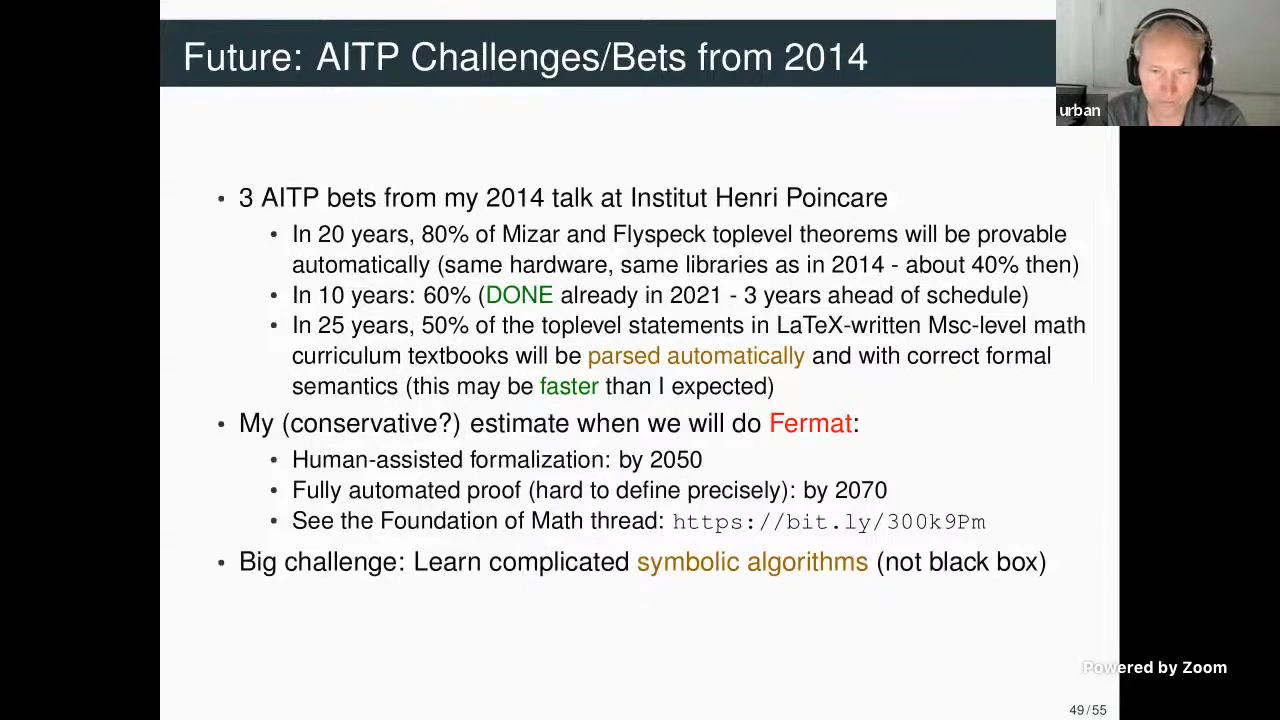 Future: AITP Challenges/Bets from 2014
urban
• 3 AITP bets from my 2014 talk at Institut Henri Poincare
• In 20 years, 80% of Mizar and Flyspeck toplevel theorems will be provable
automatically (same hardware, same libraries as in 2014 - about 40% then)
• In 10 years: 60% (DONE already in 2021 - 3 years ahead of schedule)
• In 25 years, 50% of the toplevel statements in LaTeX-written Msc-level math
curriculum textbooks will be parsed automatically and with correct formal
semantics (this may be faster than I expected)
• My (conservative?) estimate when we will do Fermat:
• Human-assisted formalization: by 2050
• Fully automated proof (hard to define precisely): by 2070
• See the Foundation of Math thread: https://bit.ly/300k9Pm
• Big challenge: Learn complicated symbolic algorithms (not black box)
Powered by Zoom
49/55